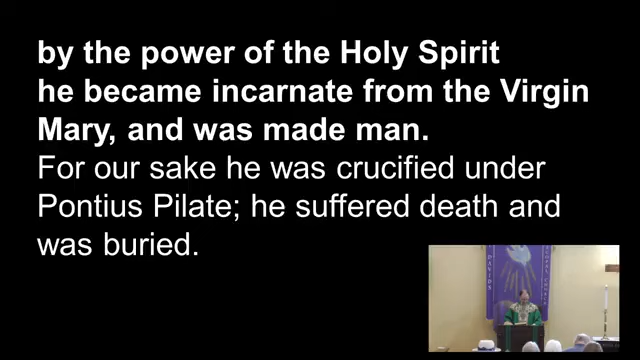 by the power of the Holy Spirit
he became incarnate from the Virgin
Mary, and was made man.
For our sake he was crucified under
Pontius Pilate; he suffered death and
was buried.
DAVIDS